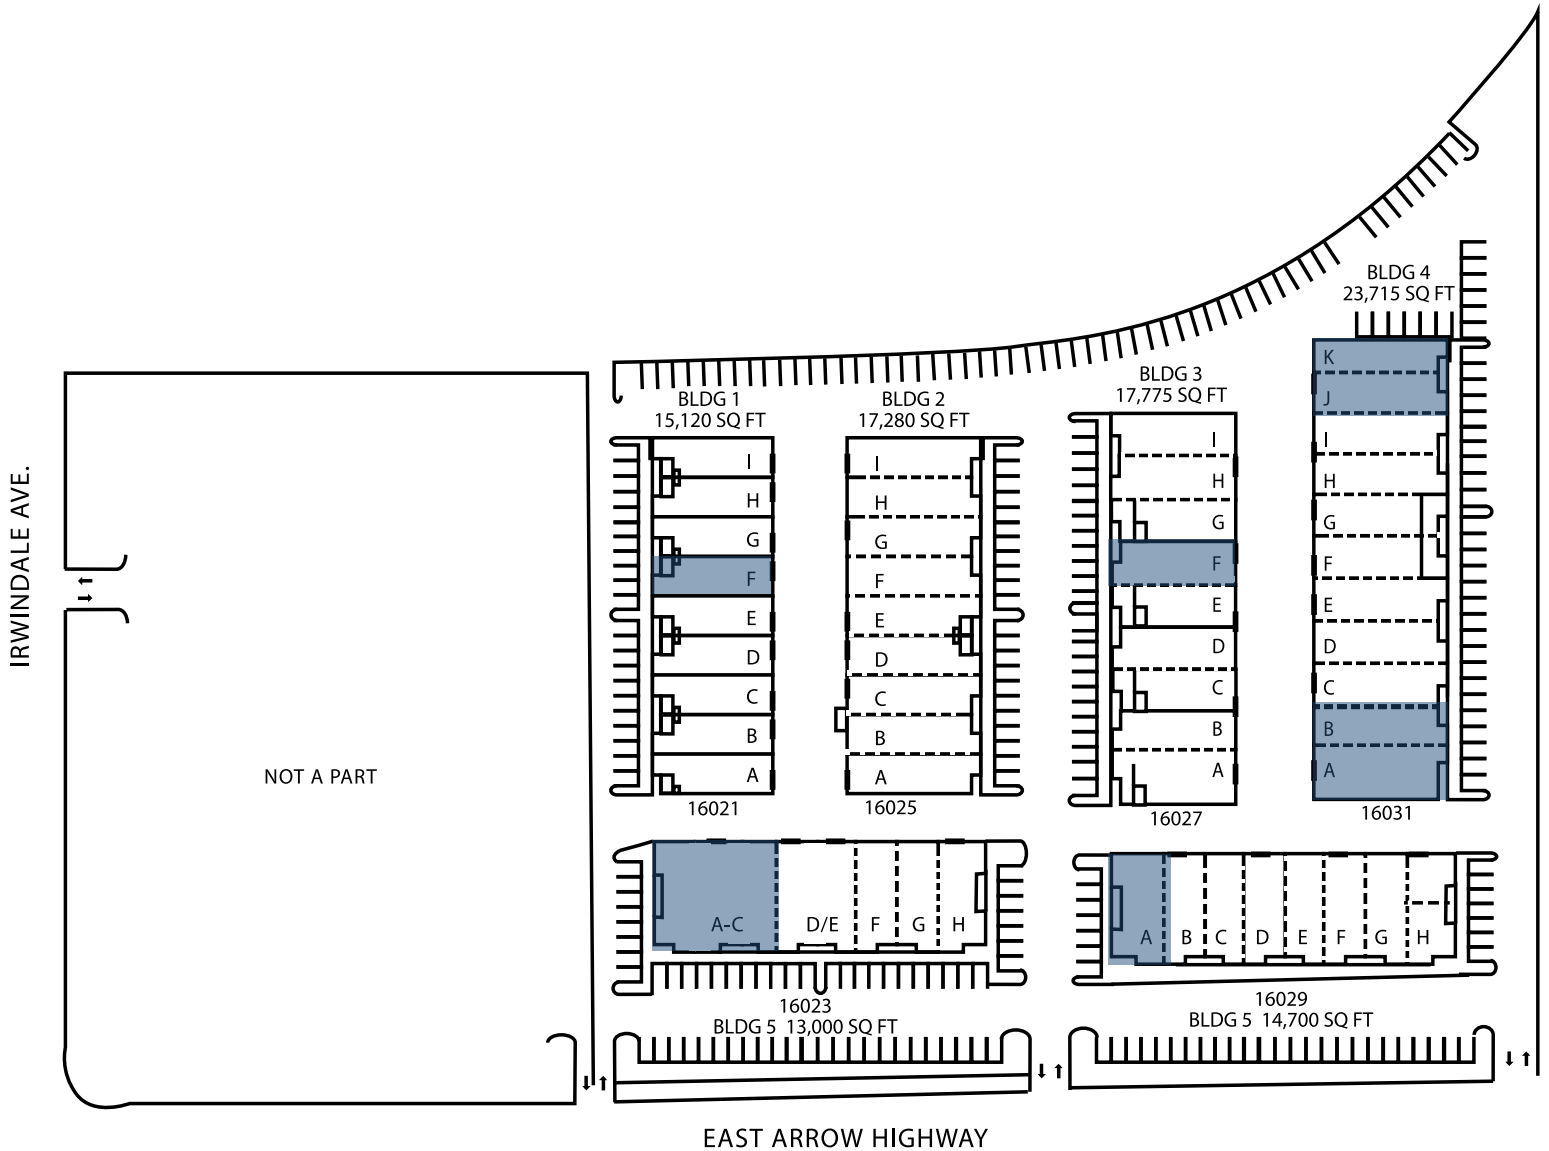 IRWINDALE AVE.
NOT A PART
BLDG 1
15,120 SQ FT
I
H
G
F
E
D
C
B
A
16021
BLDG 2
17,280 SQ FT
I
H
G
F
E
D
C
B
A
16025
BLDG 3
17,775 SQ FT
I
H
G
F
E
D
C
B
A
16027
BLDG 4
23,715 SQ FT
K
J
I
H
G
F
E
D
C
B
A
16031
A-C D/E F G H
16023
BLDG 5 13,000 SQ FT
A B C D E F G H
16029
BLDG 5 14,700 SQ FT
EAST ARROW HIGHWAY